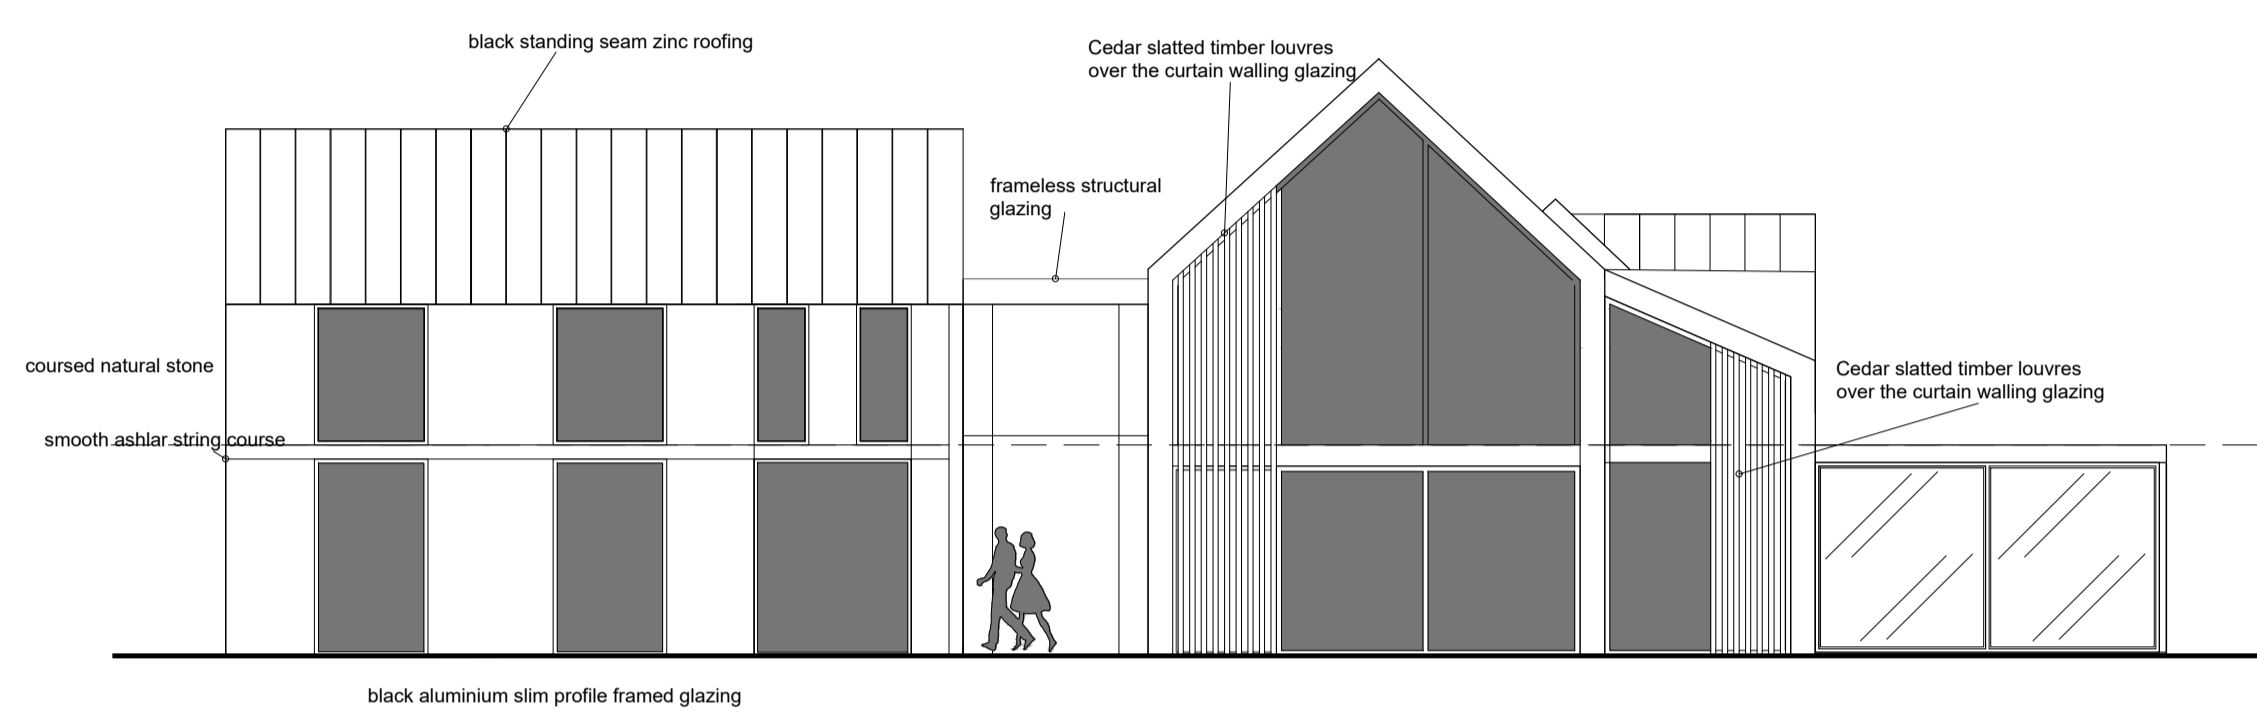 black standing seam zinc roofing
Cedar slatted timber louvres
over the curtain walling glazing
frameless structural
glazing
coursed natural stone
Cedar slatted timber louvres
over the curtain walling glazing
smooth ashlar string course
black aluminium slim profile framed glazing